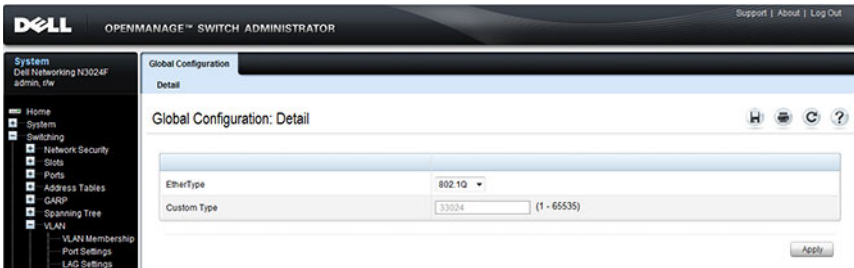 DELL
OPENMANAGE™ SWITCH ADMINISTRATOR
Support | About | Log Out
System
Dell Networking N3024F
admin, r/w
Home
System
Switching
Network Security
Slots
Ports
Address Tables
GARP
Spanning Tree
VLAN
VLAN Membership
Port Settings
LAG Settings
Global Configuration
Detail
Global Configuration: Detail
EtherType
802.1Q
Custom Type
33024
(1 - 65535)
Apply